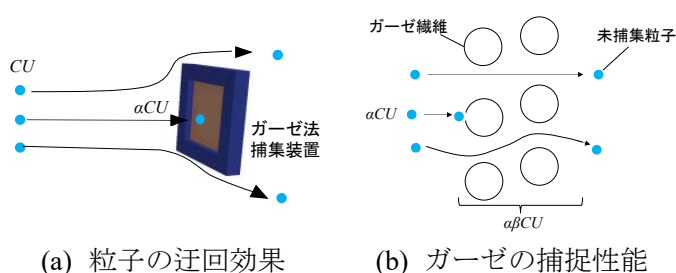 CU
αCU
ガーゼ法
捕集装置
(a) 粒子の迂回効果
ガーゼ繊維
未捕集粒子
αCU
αβCU
(b) ガーゼの捕捉性能